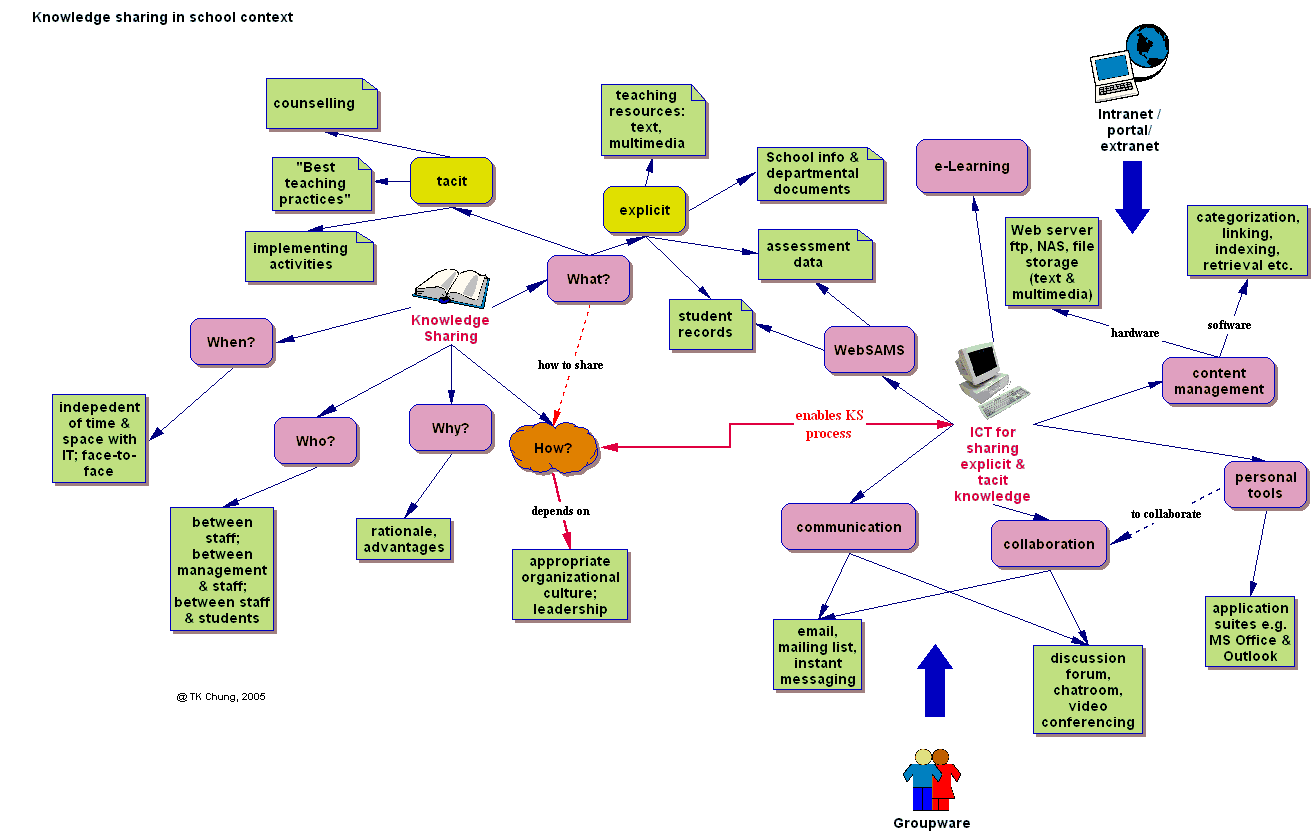 Knowledge sharing in school context
Intranet /
portal/
extranet
counselling
"Best
teaching
practices"
implementing
activities
tacit
teaching
resources:
text,
multimedia
explicit
School info &
departmental
documents
assessment
data
student
records
What?
Knowledge
Sharing
When?
indepedent
of time &
space with
IT; face-to-
face
Who?
between
staff;
between
management
& staff;
between staff
& students
Why?
rationale,
advantages
how to share
How?
depends on
appropriate
organizational
culture;
leadership
enables KS
process
WebSAMS
e-Learning
Web server
ftp, NAS, file
storage
(text &
multimedia)
categorization,
linking,
indexing,
retrieval etc.
hardware
software
content
management
ICT for
sharing
explicit &
tacit
knowledge
personal
tools
to collaborate
communication
collaboration
application
suites e.g.
MS Office &
Outlook
email,
mailing list,
instant
messaging
discussion
forum,
chatroom,
video
conferencing
@ TK Chung, 2005
Groupware